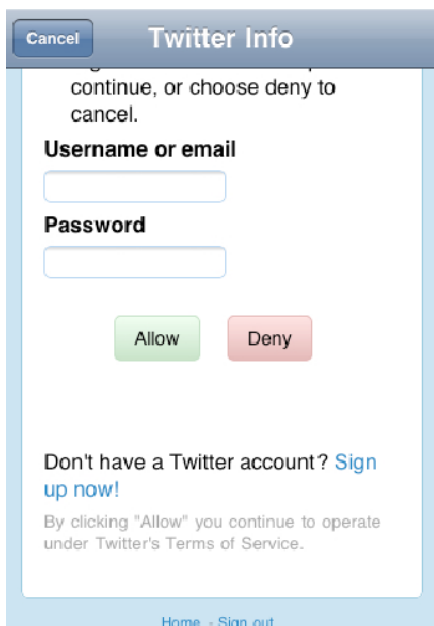 Cancel
Twitter Info
continue, or choose deny to
cancel.
Username or email
Password
Allow
Deny
Don't have a Twitter account? Sign
up now!
By clicking "Allow" you continue to operate
under Twitter's Terms of Service.
Home - Sign out